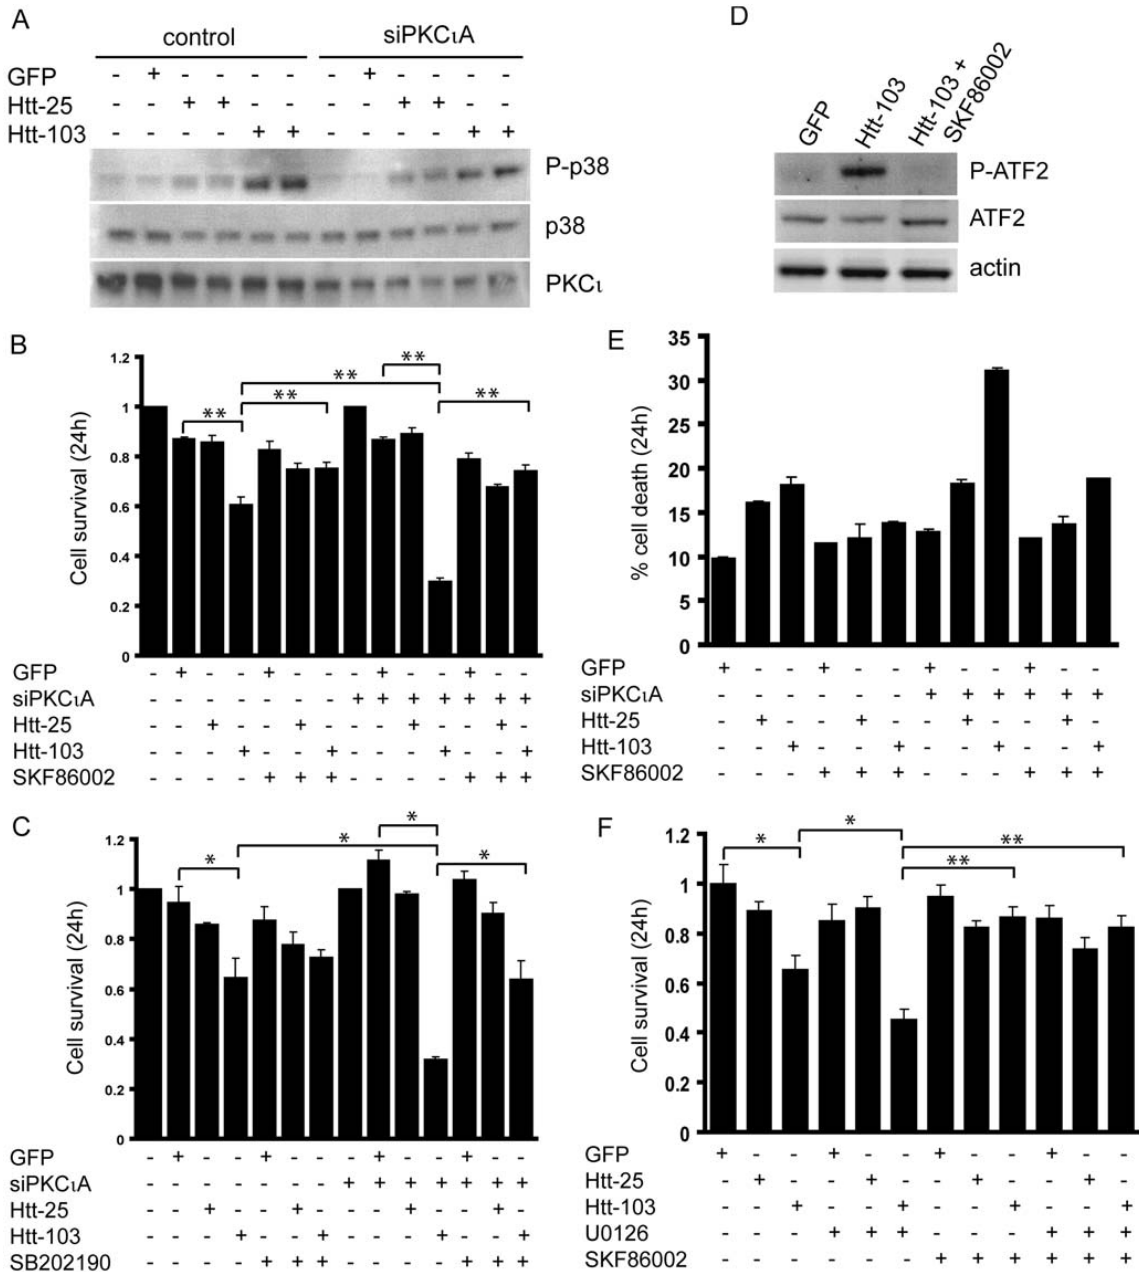 A
control siPKCιA
GFP - + - - - - - + - - - -
Htt-25 - - + + - - - - + + - -
Htt-103 - - - - + + - - - - + +
P-p38
p38
PKCι
D
GFP
Htt-103
Htt-103 +
SKF86002
P-ATF2
ATF2
actin
B
Cell survival (24h)
1.2
1
0.8
0.6
0.4
0.2
0
**
**
**
**
**
GFP - + - - + - - - + - - + - -
siPKCιA - - - - - - - + + + + + + +
Htt-25 - - + - - + - - - + - - + -
Htt-103 - - - + - - + - - - + - - +
SKF86002 - - - - + + + - - - - + + +
E
% cell death (24h)
35
30
25
20
15
10
5
0
GFP + - - + - - + - - + - -
siPKCιA - - - - - - + + + + + +
Htt-25 - + - - + - - + - - + -
Htt-103 - - + - - + - - + - - +
SKF86002 - - - + + + - - - + + +
C
Cell survival (24h)
1.2
1
0.8
0.6
0.4
0.2
0
*
*
*
*
GFP - + - - + - - - + - - + - -
siPKCιA - - - - - - - + + + + + + +
Htt-25 - - + - - + - - - + - - + -
Htt-103 - - - + - - + - - - + - - +
SB202190 - - - - + + + - - - - + + +
F
Cell survival (24h)
1.2
1
0.8
0.6
0.4
0.2
0
*
*
**
**
GFP + - - + - - + - - + - -
Htt-25 - + - - + - - + - - + -
Htt-103 - - + - - + - - + - - +
U0126 - - - + + + - - - + + +
SKF86002 - - - - - - + + + + + +